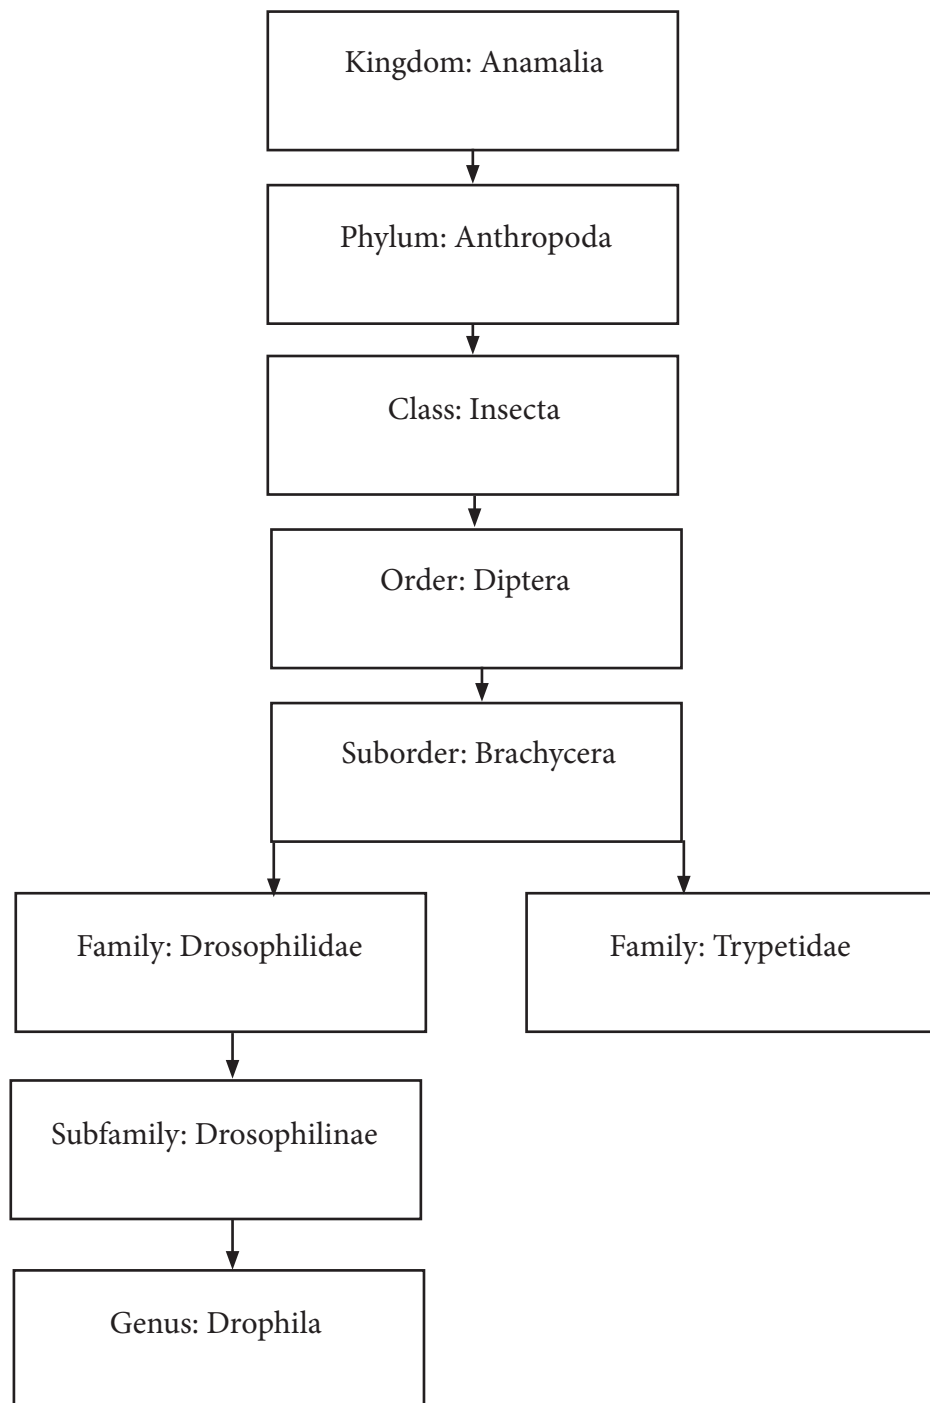 Kingdom: Anamalia
Phylum: Anthropoda
Class: Insecta
Order: Diptera
Suborder: Brachycera
Family: Drosophilidae
Family: Trypetidae
Subfamily: Drosophilinae
Genus: Drophila